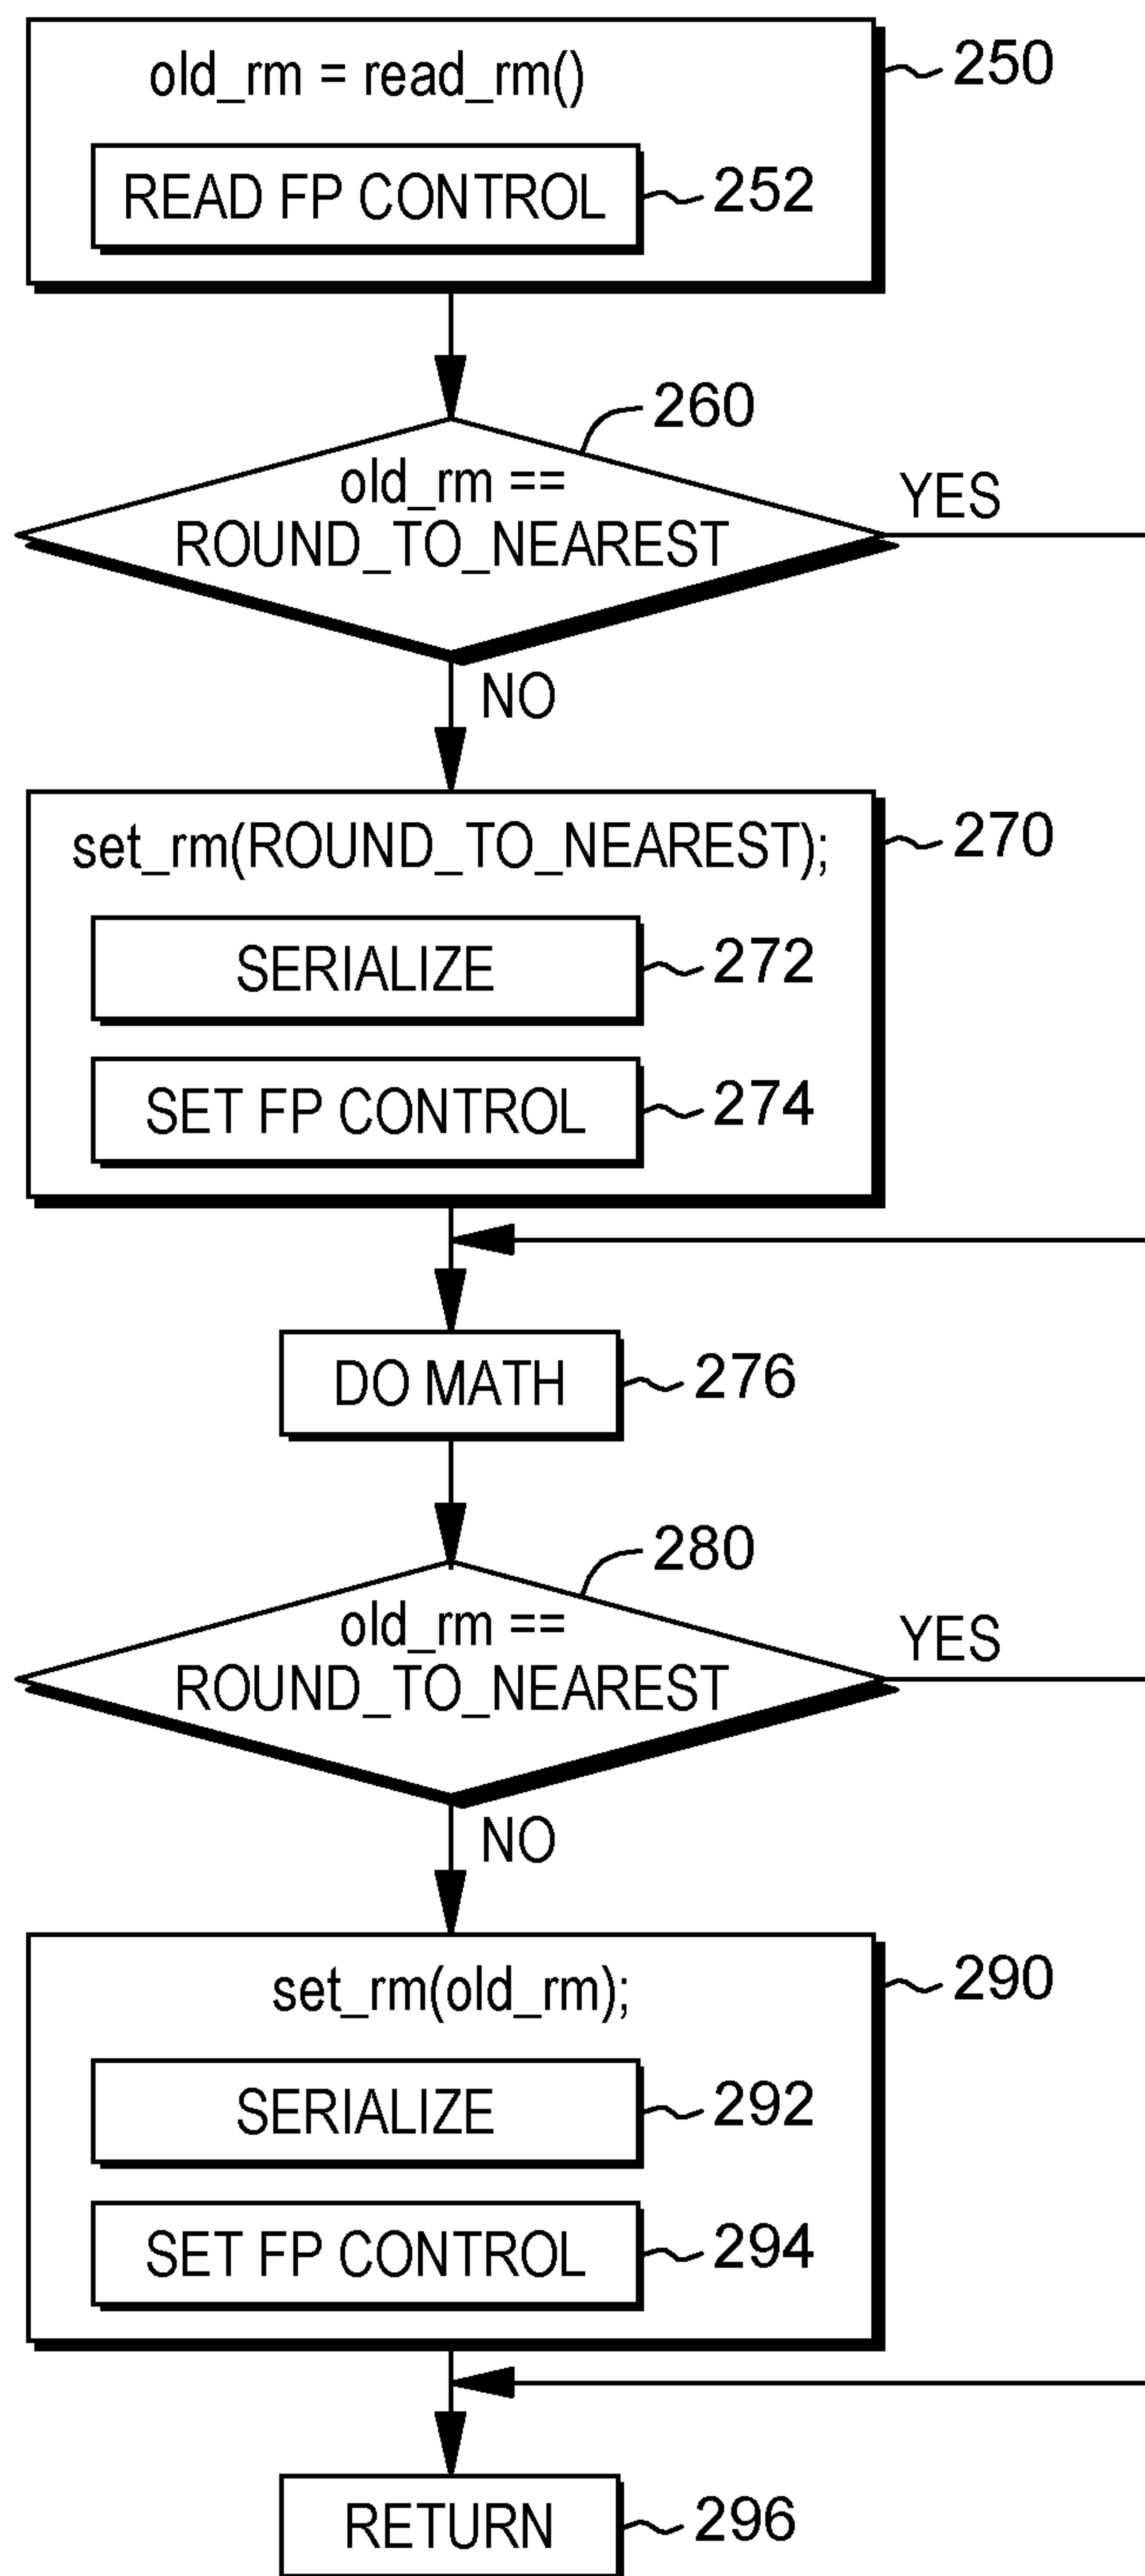 old_rm = read_rm()
250
READ FP CONTROL
252
260
old_rm ==
ROUND_TO_NEAREST
YES
NO
set_rm(ROUND_TO_NEAREST);
270
SERIALIZE
272
SET FP CONTROL
274
DO MATH
276
280
old_rm ==
ROUND_TO_NEAREST
YES
NO
set_rm(old_rm);
290
SERIALIZE
292
SET FP CONTROL
294
RETURN
296